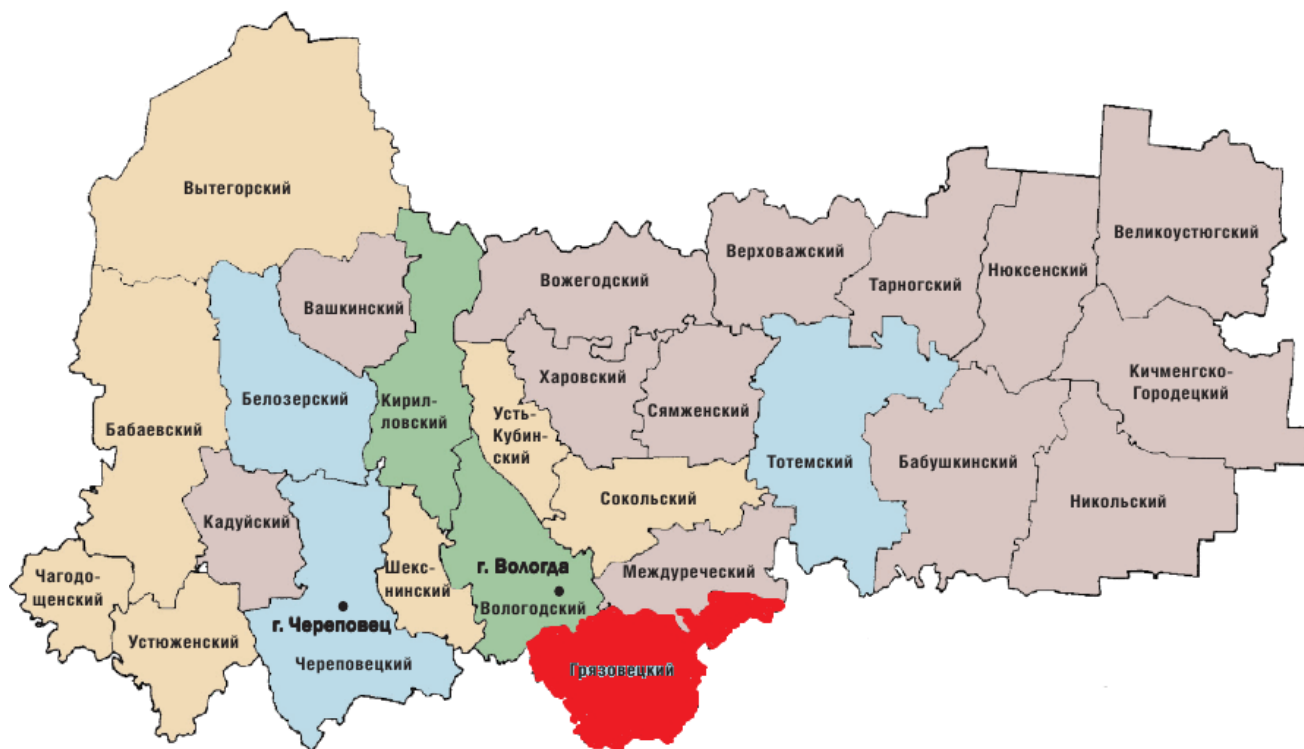 Вытегорский
Великоустюгский
Верховажский
Нюксенский
Вожегодский
Тарногский
Вашкинский
Харовский
Кичменгско-
Городецкий
Белозерский
Кирил-
ловский
Сямженский
Усть-
Кубин-
ский
Бабаевский
Тотемский
Бабушкинский
Сокольский
Никольский
Кадуйский
г. Вологда
Шекс-
нинский
Междуреческий
Чагодо-
щенский
Вологодский
г. Череповец
Устюженский
Череповецкий
Грязовецкий